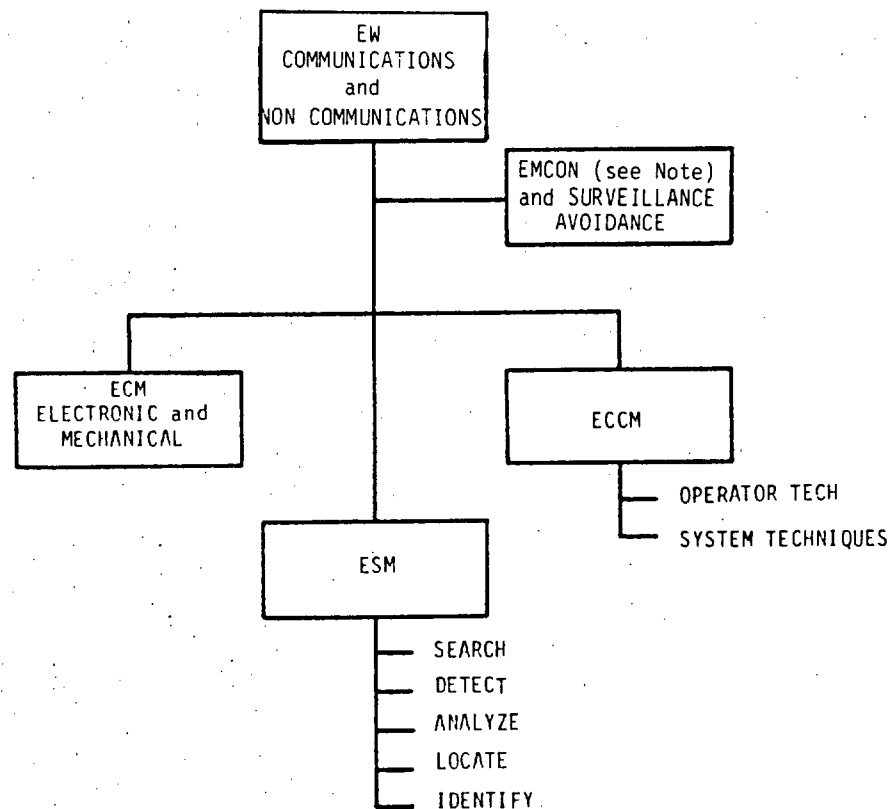 EW
COMMUNICATIONS
and
NON COMMUNICATIONS
EMCON (see Note)
and SURVEILLANCE
AVOIDANCE
ECM
ELECTRONIC and
MECHANICAL
ECCM
OPERATOR TECH
SYSTEM TECHNIQUES
ESM
SEARCH
DETECT
ANALYZE
LOCATE
IDENTIFY